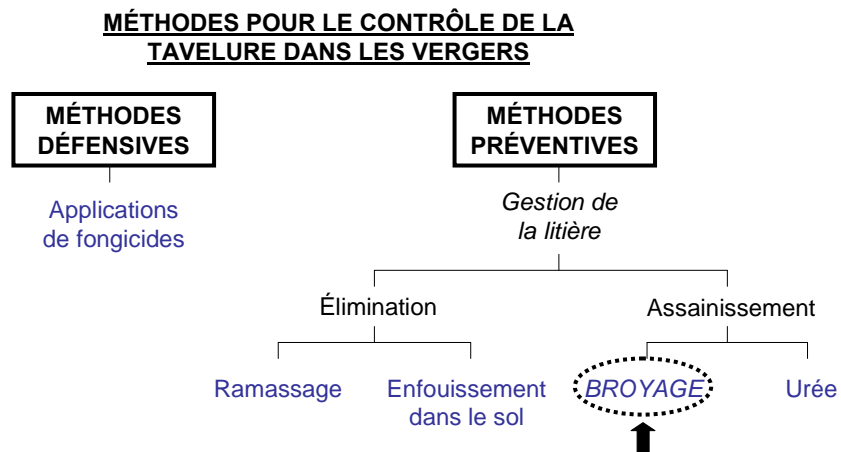 MÉTHODES POUR LE CONTRÔLE DE LA
TAVELURE DANS LES VERGERS
MÉTHODES
DÉFENSIVES
MÉTHODES
PRÉVENTIVES
Applications
de fongicides
Gestion de
la litière
Élimination
Assainissement
Ramassage
Enfouissement
dans le sol
BROYAGE
Urée